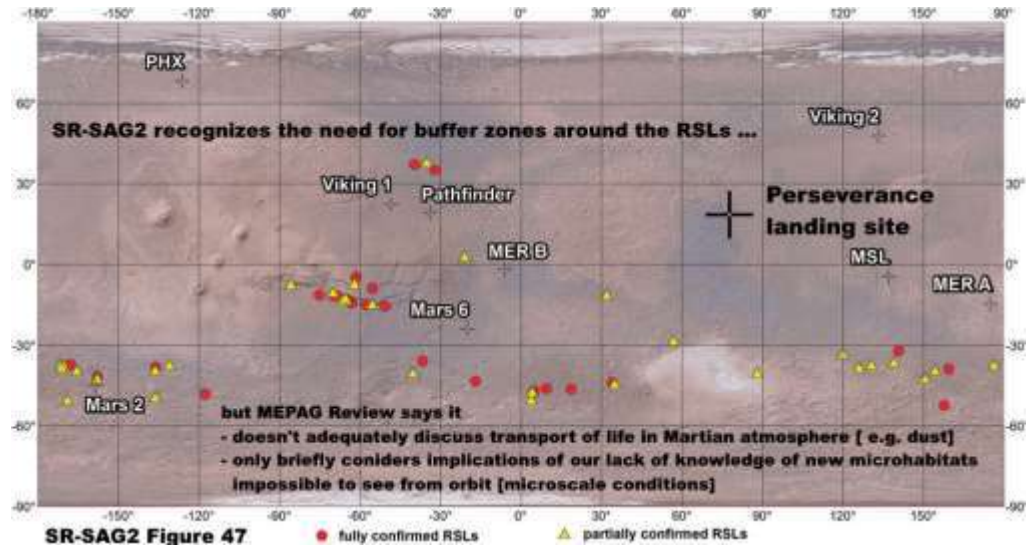 -180° -150° -120° -90° -60° -30° 0° 30° 60° 90° 120° 150° 90°
PHX
60° 60°
Viking 2
SR-SAG2 recognizes the need for buffer zones around the RSLs ...
30° 30°
Viking 1
Pathfinder
Perseverance
landing site
MER B
0° 0°
MSL
MER A
Mars 6
-30° -30°
Mars 2
but MEPAG Review says it
- doesn't adequately discuss transport of life in Martian atmosphere [ e.g. dust]
-60° -60°
- only briefly coniders implications of our lack of knowledge of new microhabitats
impossible to see from orbit [microscale conditions]
-90° -90°
-150° -120° -90° -60° -30° 0° 30° 60° 90° 120° 150°
SR-SAG2 Figure 47 fully confirmed RSLs partially confirmed RSLs